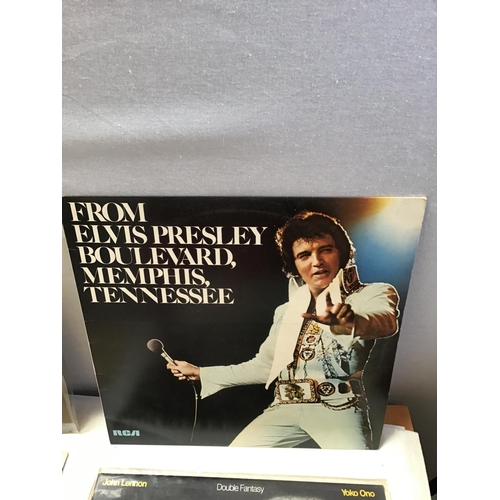 FROM
ELVIS PRESLEY
BOULEVARD,
MEMPHIS,
TENNESSEE
RCA
John Lennon Double Fantasy Yoko Ono